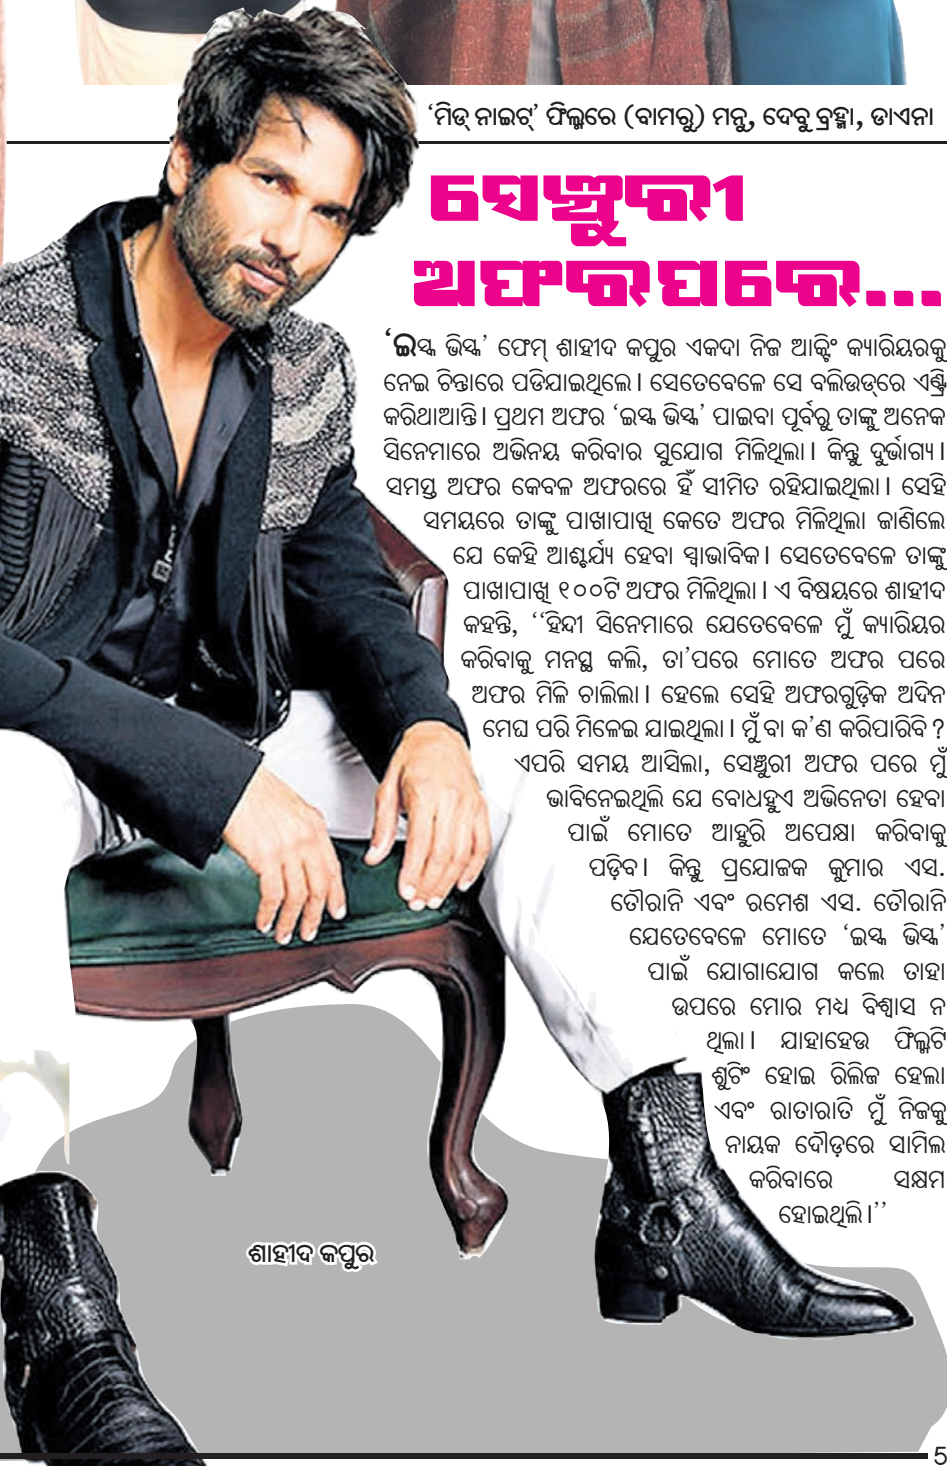 ‘ମିଡ୍ ନାଇଟ୍’ ଫିଲ୍ମରେ (ବାମରୁ) ମନୁ, ଦେବୁ ବ୍ରହ୍ମା, ଡାଏନା
ସେଞ୍ଚୁରୀ
ଅଫରପରେ...
‘ଇସ୍କ ଭିସ୍କ’ ଫେମ୍ ଶାହୀଦ କପୁର ଏକଦା ନିଜ ଆକ୍ଟିଂ କ୍ୟାରିୟରକୁ
ନେଇ ଚିନ୍ତାରେ ପଡିଯାଇଥିଲେ। ସେତେବେଳେ ସେ ବଲିଉଡ୍‌ରେ ଏଣ୍ଟ୍ରି
କରିଥାଆନ୍ତି। ପ୍ରଥମ ଅଫର ‘ଇସ୍କ ଭିସ୍କ’ ପାଇବା ପୂର୍ବରୁ ତାଙ୍କୁ ଅନେକ
ସିନେମାରେ ଅଭିନୟ କରିବାର ସୁଯୋଗ ମିଳିଥିଲା। କିନ୍ତୁ ଦୁର୍ଭାଗ୍ୟ।
ସମସ୍ତ ଅଫର କେବଳ ଅଫରରେ ହିଁ ସୀମିତ ରହିଯାଇଥିଲା। ସେହି
ସମୟରେ ତାଙ୍କୁ ପାଖାପାଖି କେତେ ଅଫର ମିଳିଥିଲା ଜାଣିଲେ
ଯେ କେହି ଆଶ୍ଚର୍ଯ୍ୟ ହେବା ସ୍ୱାଭାବିକ। ସେତେବେଳେ ତାଙ୍କୁ
ପାଖାପାଖି ୧୦୦ଟି ଅଫର ମିଳିଥିଲା। ଏ ବିଷୟରେ ଶାହୀଦ
କହନ୍ତି, ‘‘ହିନ୍ଦୀ ସିନେମାରେ ଯେତେବେଳେ ମୁଁ କ୍ୟାରିୟର
କରିବାକୁ ମନସ୍ଥ କଲି, ତା’ପରେ ମୋତେ ଅଫର ପରେ
ଅଫର ମିଳି ଚାଲିଲା। ହେଲେ ସେହି ଅଫରଗୁଡ଼ିକ ଅଦିନ
ମେଘ ପରି ମିଳେଇ ଯାଇଥିଲା। ମୁଁ ବା କ’ଣ କରିପାରିବି?
ଏପରି ସମୟ ଆସିଲା, ସେଞ୍ଚୁରୀ ଅଫର ପରେ ମୁଁ
ଭାବିନେଇଥିଲି ଯେ ବୋଧହୁଏ ଅଭିନେତା ହେବା
ପାଇଁ ମୋତେ ଆହୁରି ଅପେକ୍ଷା କରିବାକୁ
ପଡ଼ିବ। କିନ୍ତୁ ପ୍ରଯୋଜକ କୁମାର ଏସ.
ତୌରାନି ଏବଂ ରମେଶ ଏସ. ତୌରାନି
ଯେତେବେଳେ ମୋତେ ‘ଇସ୍କ ଭିସ୍କ’
ପାଇଁ ଯୋଗାଯୋଗ କଲେ ତାହା
ଉପରେ ମୋର ମଧ୍ୟ ବିଶ୍ୱାସ ନ
ଥିଲା। ଯାହାହେଉ ଫିଲ୍ମଟି
ଶୁଟିଂ ହୋଇ ରିଲିଜ ହେଲା
ଏବଂ ରାତାରାତି ମୁଁ ନିଜକୁ
ନାୟକ ଦୌଡ଼ରେ ସାମିଲ
କରିବାରେ ସକ୍ଷମ
ହୋଇଥିଲି।’’
ଶାହୀଦ କପୁର
5